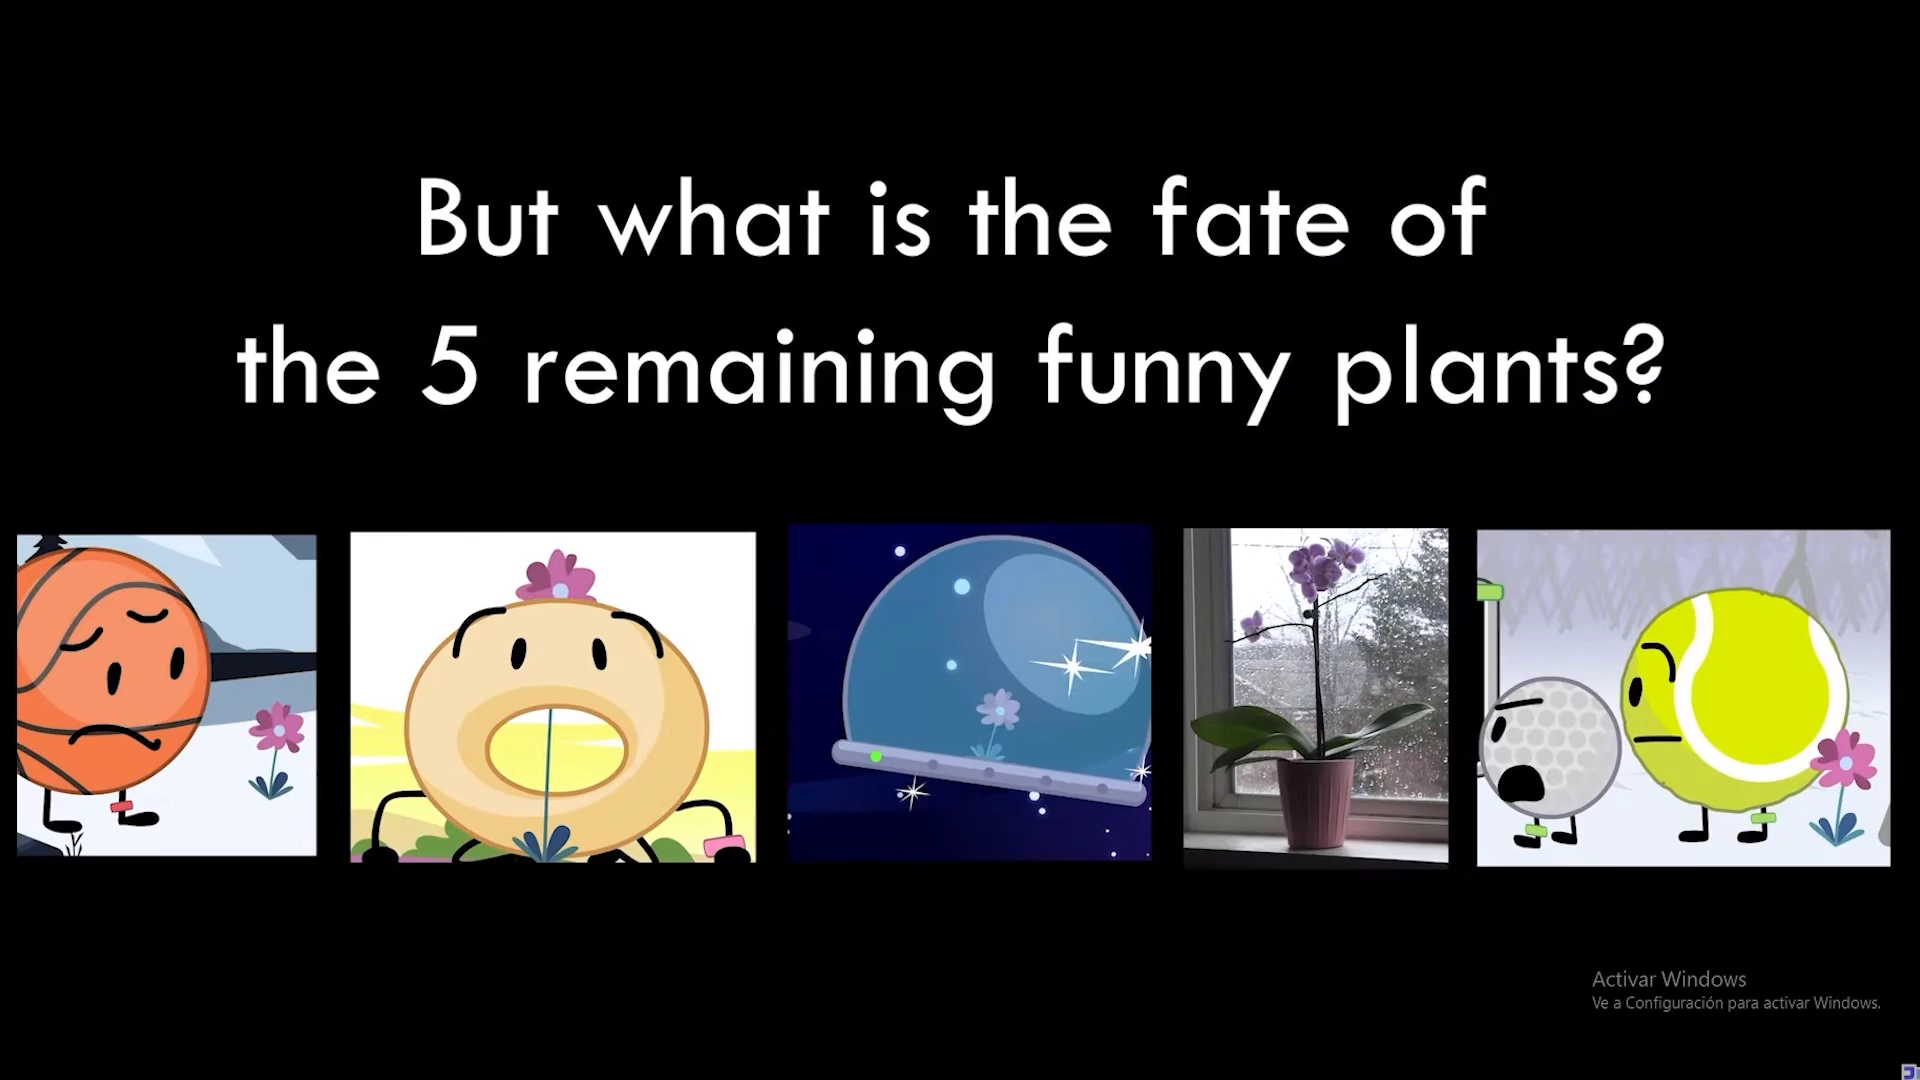 But what is the fate of
the 5 remaining funny plants?
Activar Windows
Ve a Configuración para activar Windows.